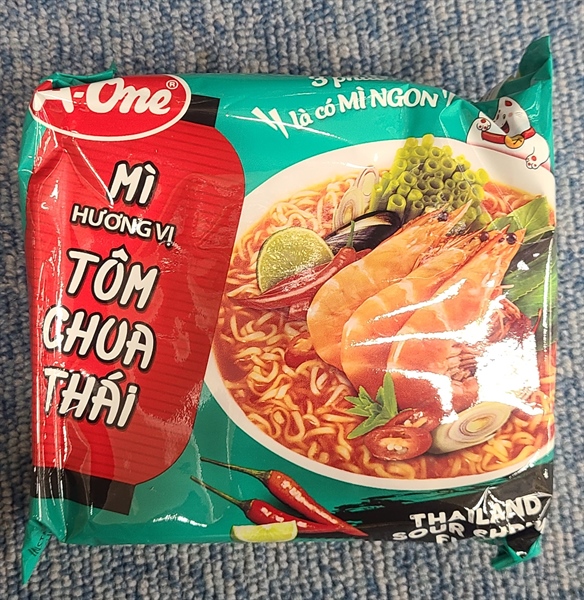 A-One®
3 phút
là có MÌ NGON
MÌ
HƯƠNG VỊ
TÔM
CHUA
THÁI
THAILAND
SOUR